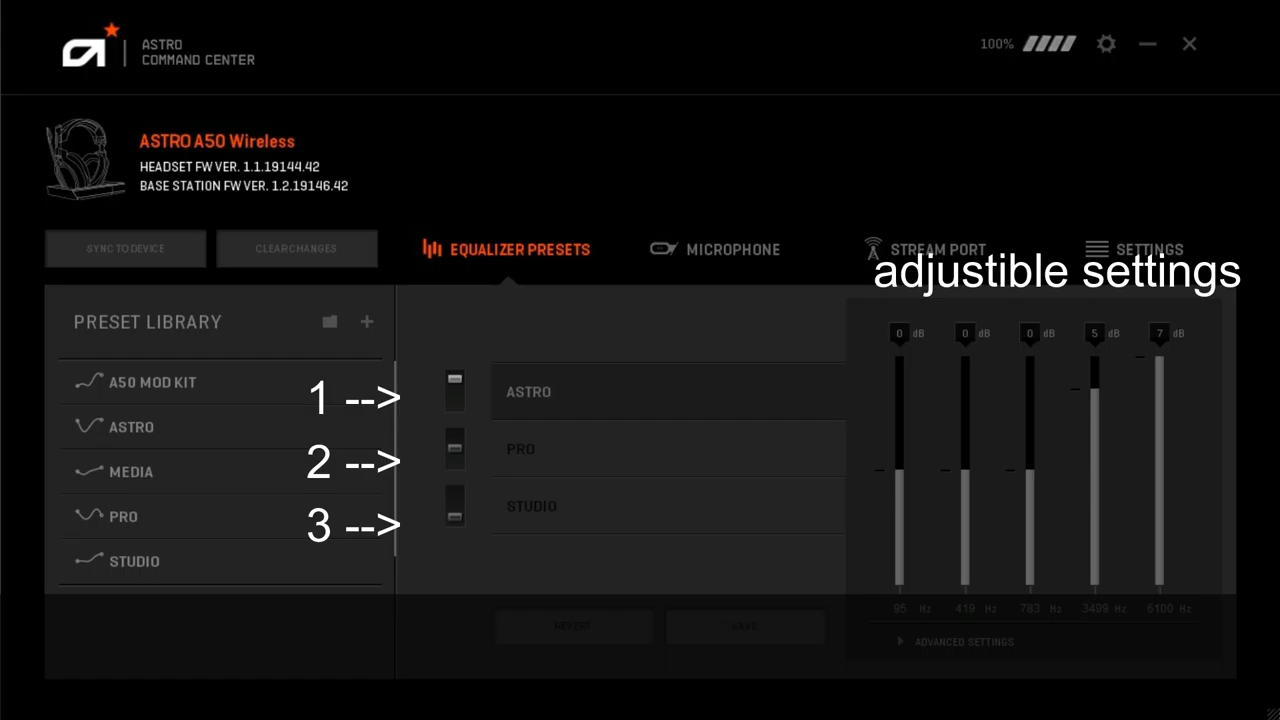 ASTRO
COMMAND CENTER
100%
ASTRO A50 Wireless
HEADSET FW VER. 1.1.19144.42
BASE STATION FW VER. 1.2.19146.42
SYNC TO DEVICE
CLEAR CHANGES
EQUALIZER PRESETS
MICROPHONE
STREAM PORT
SETTINGS
adjustible settings
PRESET LIBRARY
A50 MOD KIT
ASTRO
MEDIA
PRO
STUDIO
1 -->
2 -->
3 -->
ASTRO
PRO
STUDIO
REVERT
SAVE
0 dB
0 dB
0 dB
5 dB
7 dB
95 Hz
419 Hz
783 Hz
3499 Hz
6100 Hz
ADVANCED SETTINGS